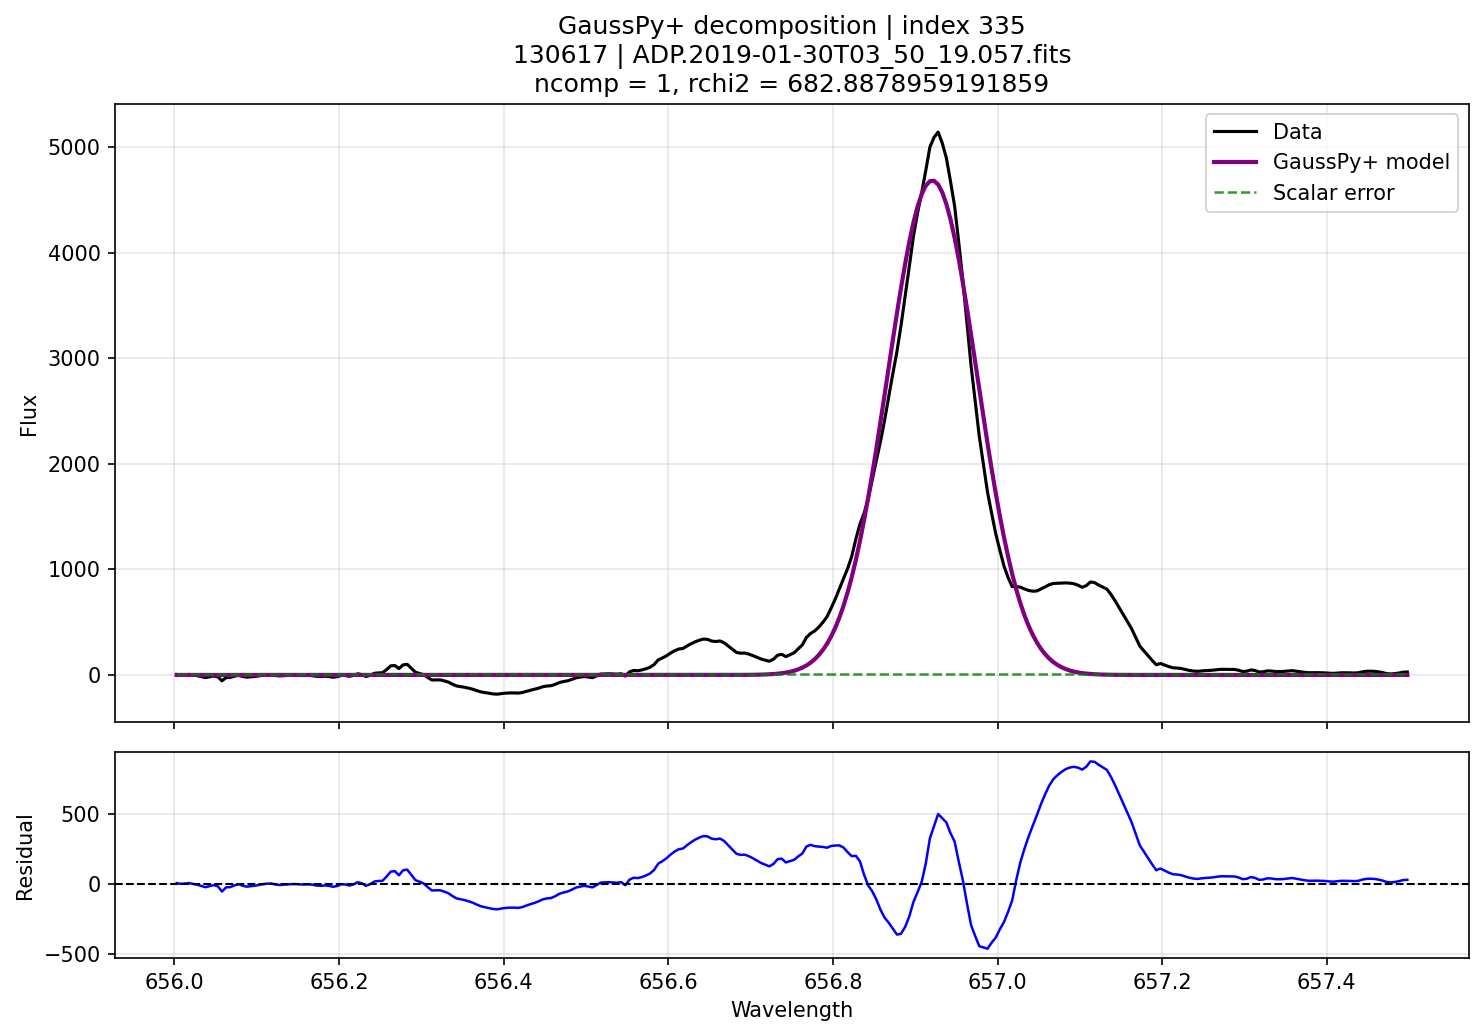 GaussPy+ decomposition | index 335
130617 | ADP.2019-01-30T03_50_19.057.fits
ncomp = 1, rchi2 = 682.8878959191859
Data
GaussPy+ model
Scalar error
Flux
5000
4000
3000
2000
1000
0
Residual
500
0
−500
656.0 656.2 656.4 656.6 656.8 657.0 657.2 657.4
Wavelength